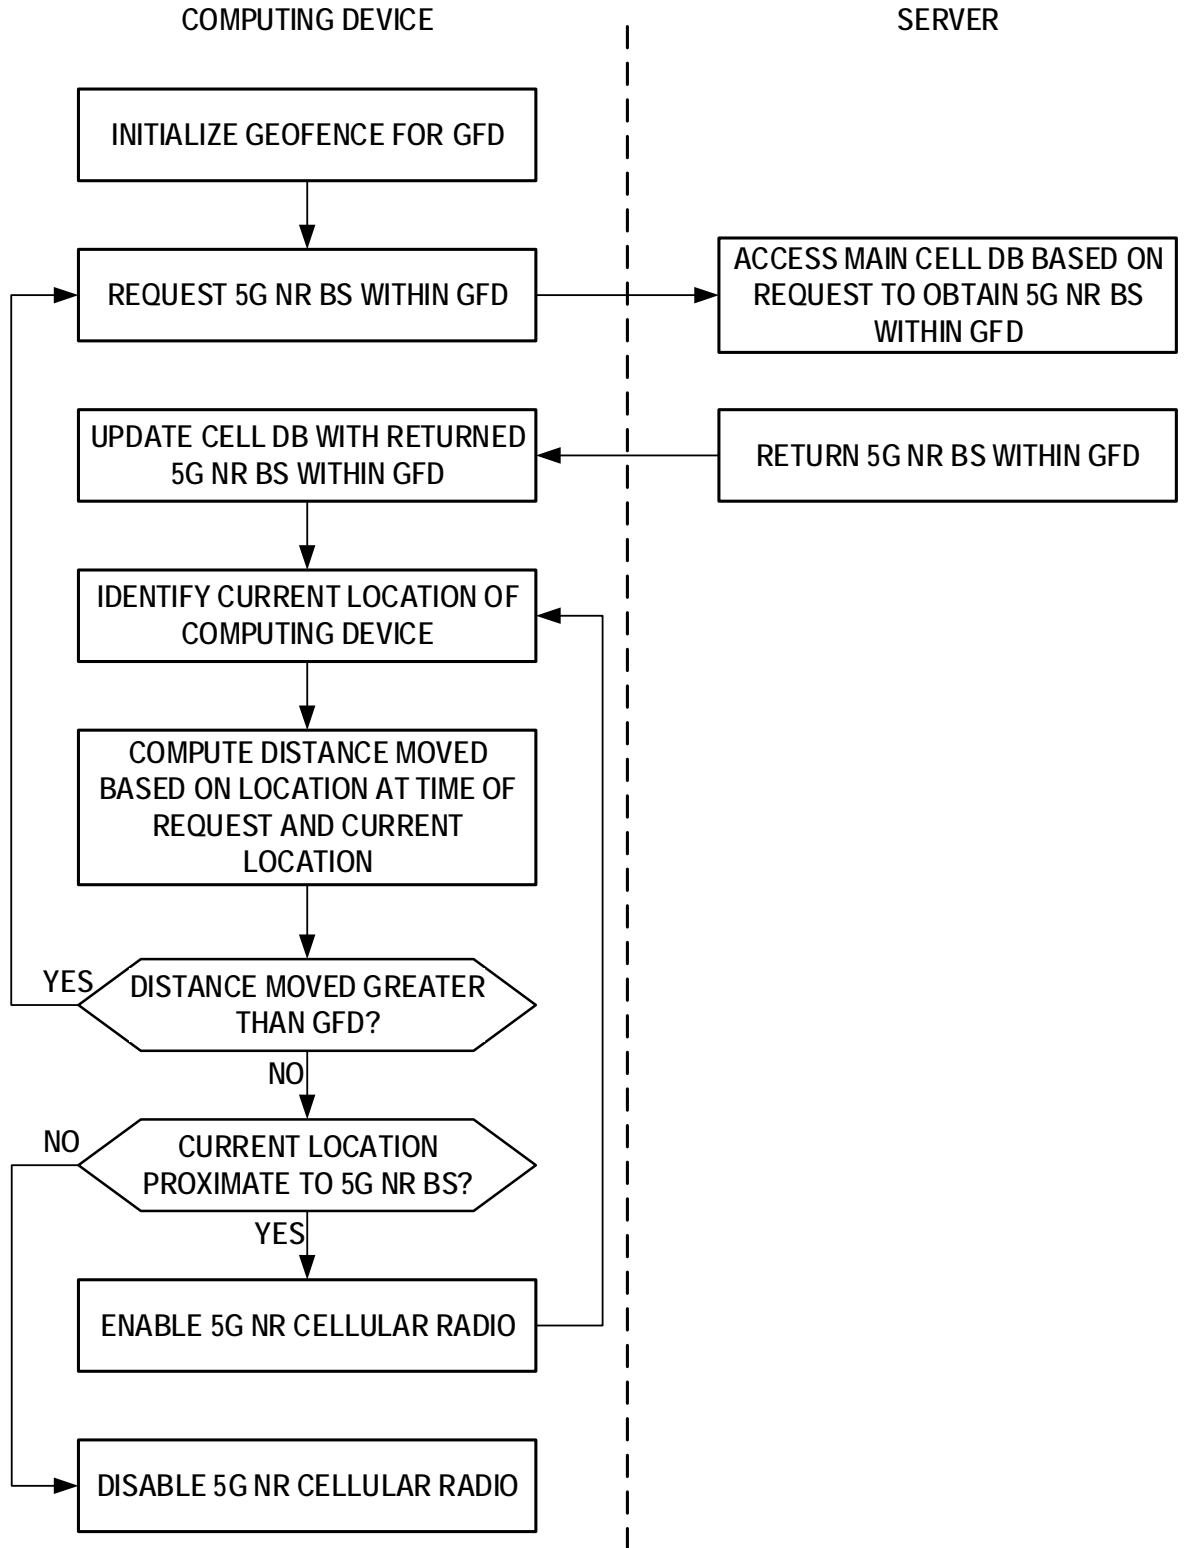 COMPUTING DEVICE
SERVER
INITIALIZE GEOFENCE FOR GFD
REQUEST 5G NR BS WITHIN GFD
ACCESS MAIN CELL DB BASED ON
REQUEST TO OBTAIN 5G NR BS
WITHIN GFD
UPDATE CELL DB WITH RETURNED
5G NR BS WITHIN GFD
RETURN 5G NR BS WITHIN GFD
IDENTIFY CURRENT LOCATION OF
COMPUTING DEVICE
COMPUTE DISTANCE MOVED
BASED ON LOCATION AT TIME OF
REQUEST AND CURRENT
LOCATION
YES
DISTANCE MOVED GREATER
THAN GFD?
NO
NO
CURRENT LOCATION
PROXIMATE TO 5G NR BS?
YES
ENABLE 5G NR CELLULAR RADIO
DISABLE 5G NR CELLULAR RADIO